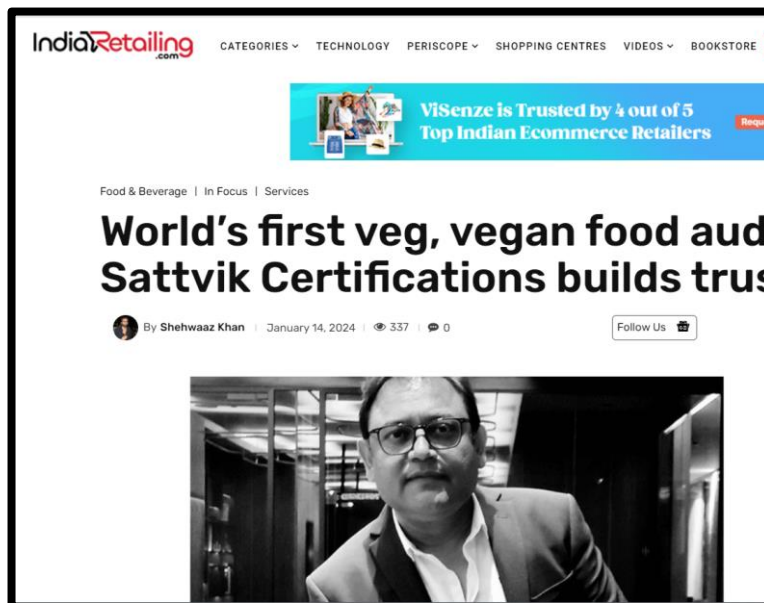 IndiaRetailing
.com
CATEGORIES TECHNOLOGY PERISCOPE SHOPPING CENTRES VIDEOS BOOKSTORE
ViSenze is Trusted by 4 out of 5
Top Indian Ecommerce Retailers
Food & Beverage | In Focus | Services
World's first veg, vegan food
Sattvik Certifications builds
By Shehwaaz Khan January 14, 2024 337 0
Follow Us